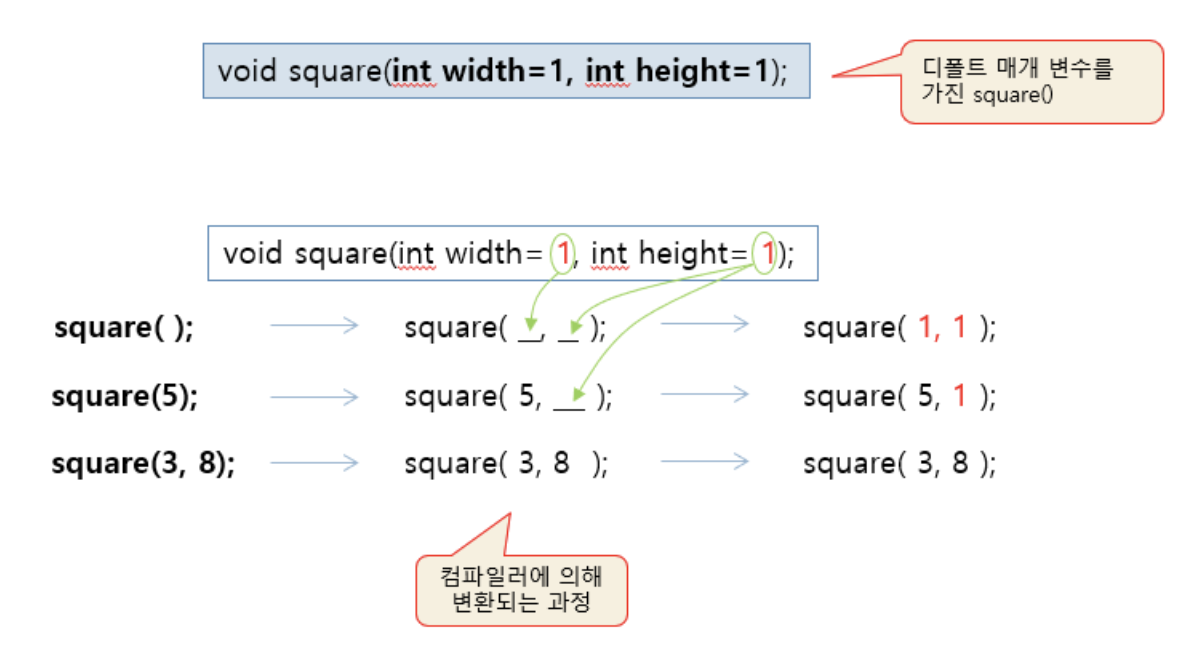 void square(int width=1, int height=1);
디폴트 매개 변수를
가진 square()
void square(int width= 1, int height= 1);
square( ); square( __, __ ); square( 1, 1 );
square(5); square( 5, __ ); square( 5, 1 );
square(3, 8); square( 3, 8 ); square( 3, 8 );
컴파일러에 의해
변환되는 과정